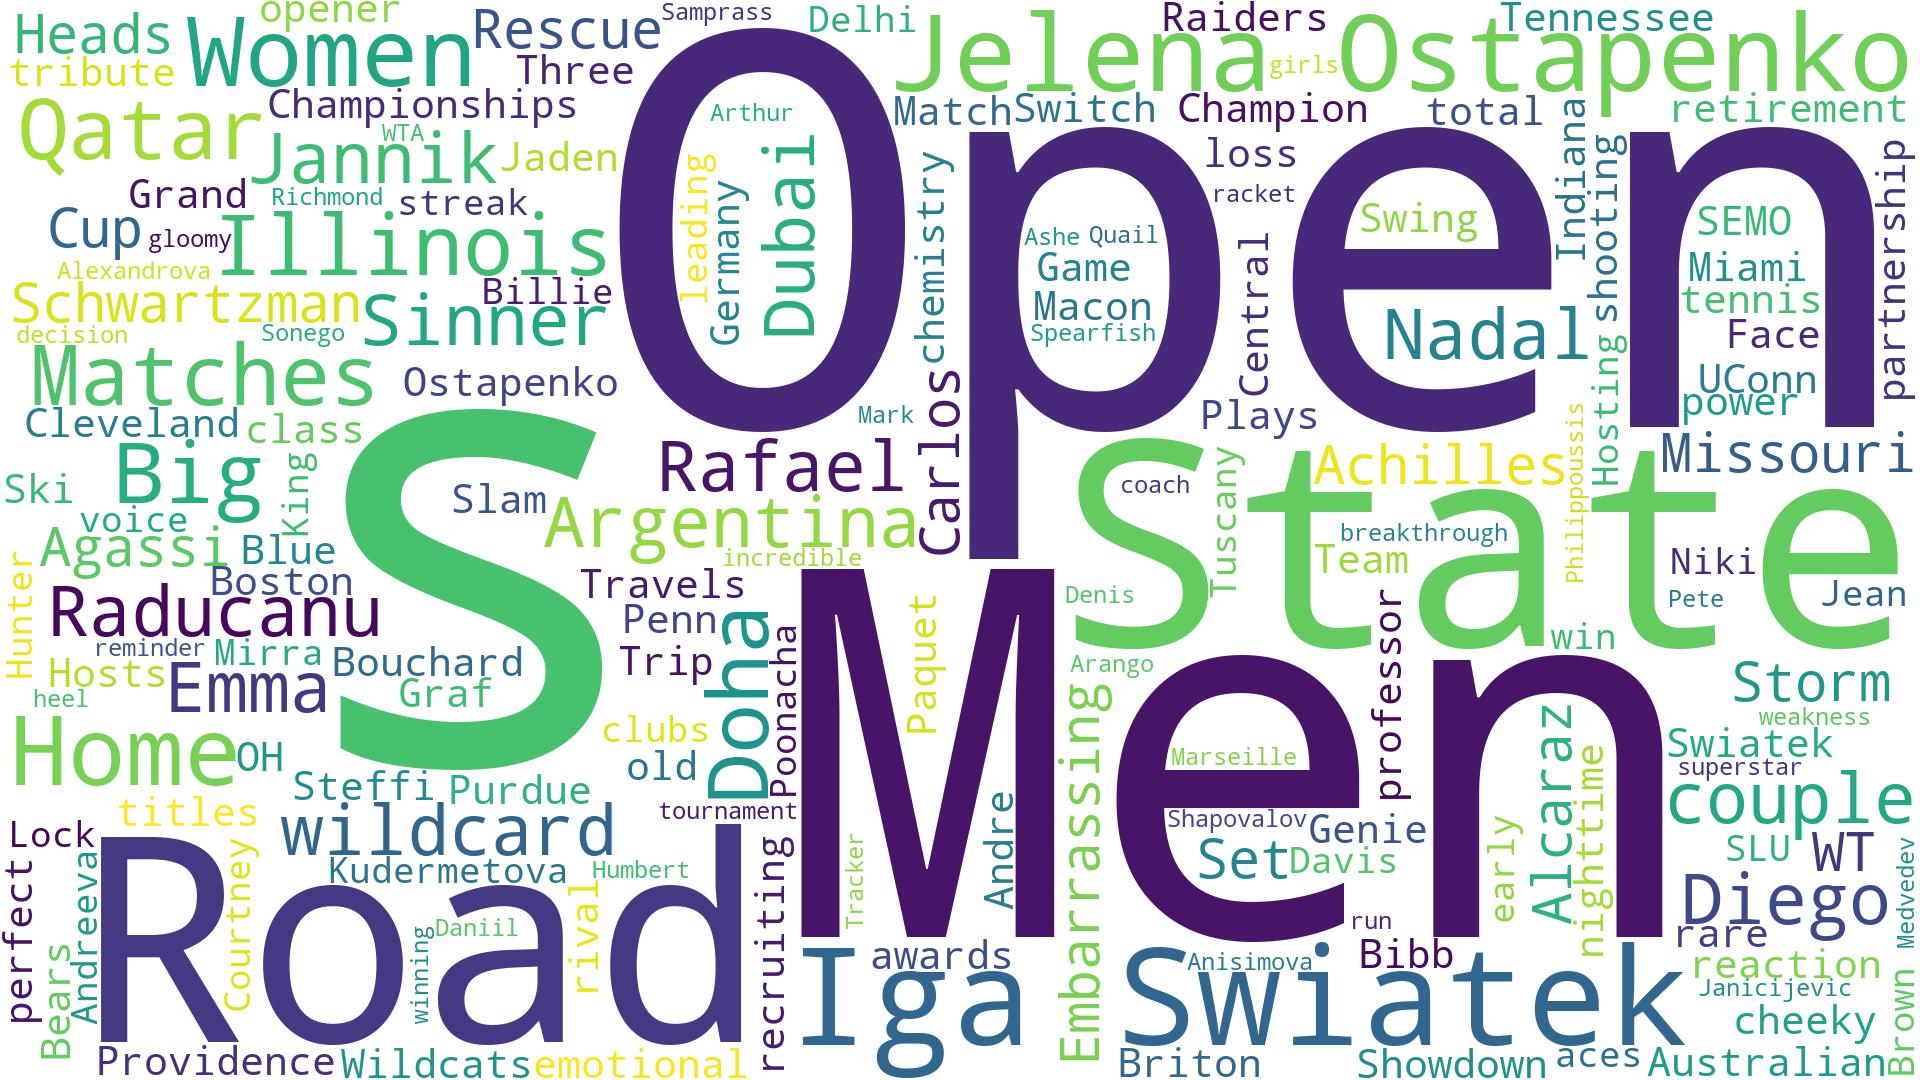 opener
Samprass
Delhi
Raiders
Tennessee
Heads
Women
Rescue
Jelena
Ostapenko
tribute
Three
girls
Qatar
Championships
Open
Arthur
Match
Switch
Champion
total
retirement
WTA
Jannik
Jaden
leading
Dubai
loss
Indiana
shooting
partnership
Grand
Richmond
streak
Germany
chemistry
racket
Cup
gloomy
Illinois
Ashe
Quail
Swing
SEMO
Alexandrova
Game
Central
Miami
Schwartzman
Billie
Macon
tennis
decision
Sonego
Sinner
Spearfish
Nadal
Face
Matches
Ostapenko
Carlos
Hosting
UConn
power
Cleveland
class
Mark
Plays
S
Big
King
Rafael
State
Achilles
Missouri
Ski
Slam
coach
Tuscany
Philippoussis
voice
Argentina
breakthrough
Agassi
Blue
incredible
Team
Niki
Hunter
Boston
Travels
Men
Denis
Pete
Jean
Raducanu
Penn
Paquet
professor
win
reminder
Mirra
Bouchard
Trip
Poonacha
Arango
Hosts
Emma
Graf
Doha
Embarrassing
Storm
heel
clubs
Alcaraz
weakness
Home
OH
old
Marseille
nighttime
Swiatek
superstar
Steffi
Purdue
titles
tournament
Andre
Shapovalov
Genie
couple
Lock
wildcard
Set
Davis
early
SLU
WT
Road
Kudermetova
Humbert
Tracker
perfect
Andreeva
Courtney
rival
recruiting
Diego
Medvedev
Daniil
winning
run
rare
Bears
Iga
awards
Swiatek
Anisimova
Bibb
reaction
Janicijevic
Brown
cheeky
Providence
Wildcats
emotional
Briton
Showdown
aces
Australian